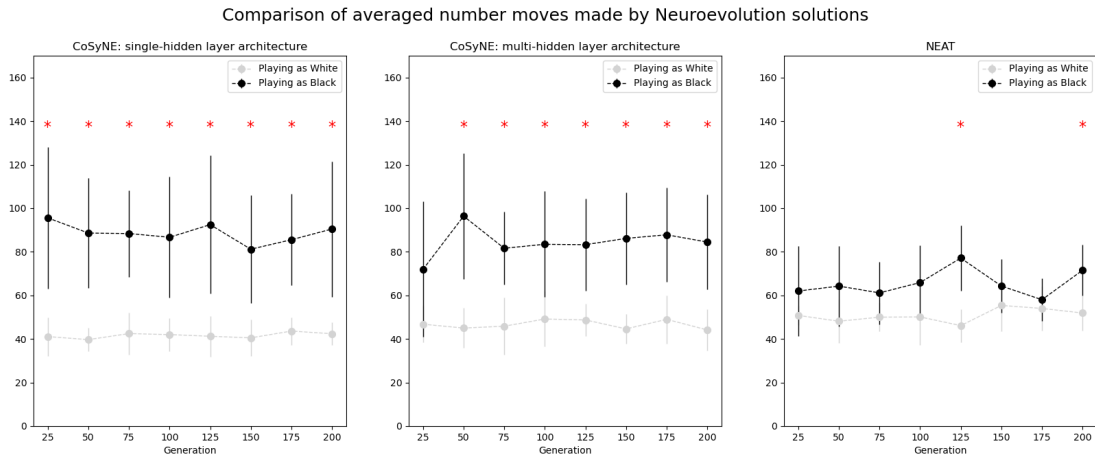 Comparison of averaged number moves made by Neuroevolution solutions
CoSyNE: single-hidden layer architecture
Playing as White
Playing as Black
160
140
120
100
80
60
40
20
0
* * * * * * * *
25 50 75 100 125 150 175 200
Generation
CoSyNE: multi-hidden layer architecture
Playing as White
Playing as Black
160
140
120
100
80
60
40
20
0
* * * * * * *
25 50 75 100 125 150 175 200
Generation
NEAT
Playing as White
Playing as Black
160
140
120
100
80
60
40
20
0
* *
25 50 75 100 125 150 175 200
Generation